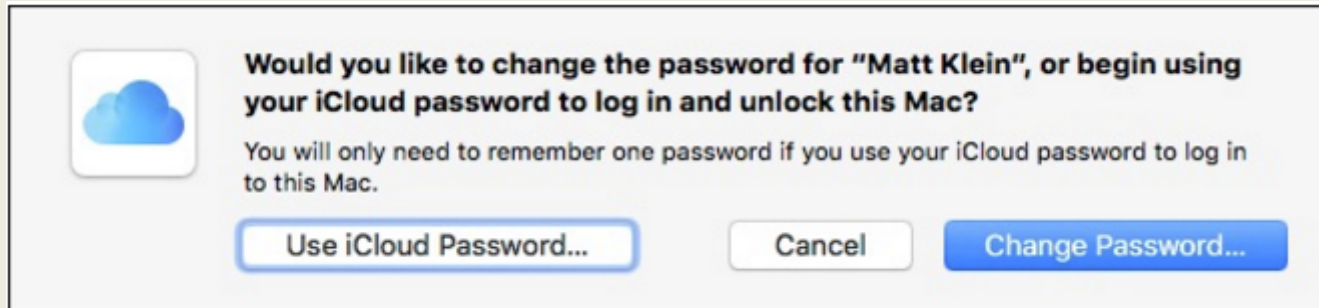 Would you like to change the password for “Matt Klein”, or begin using
your iCloud password to log in and unlock this Mac?
You will only need to remember one password if you use your iCloud password to log in
to this Mac.
Use iCloud Password...
Cancel
Change Password...